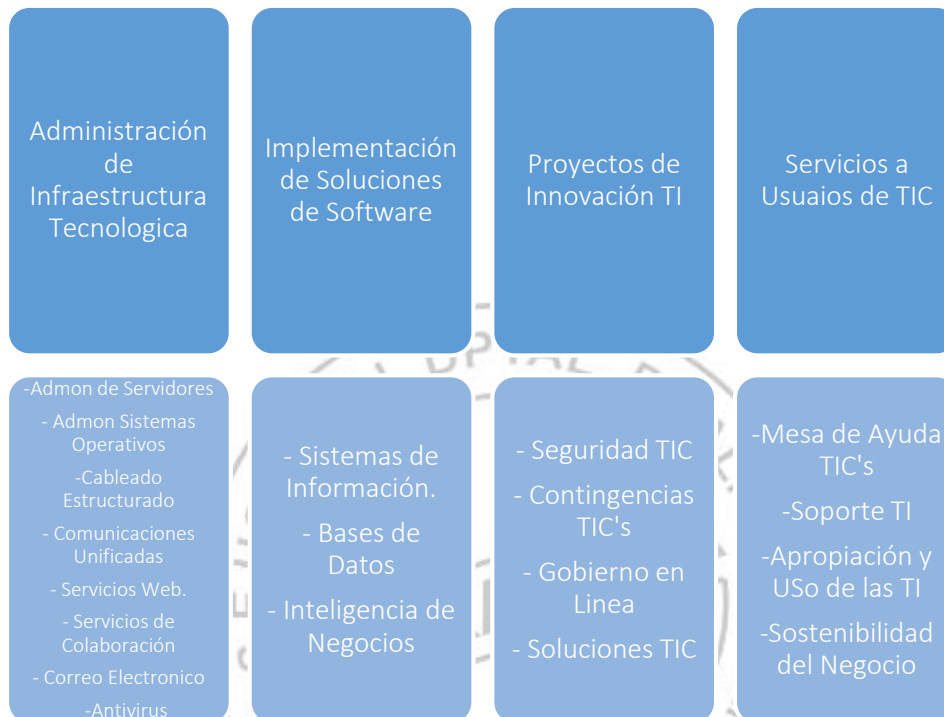 Administración
de
Infraestructura
Tecnologica
Implementación
de Soluciones
de Software
Proyectos de
Innovación TI
Servicios a
Usuaios de TIC
-Admon de Servidores
- Admon Sistemas
Operativos
-Cableado
Estructurado
- Comunicaciones
Unificadas
- Servicios Web.
- Servicios de
Colaboración
- Correo Electronico
-Antivirus
- Sistemas de
Información.
- Bases de
Datos
- Inteligencia de
Negocios
- Seguridad TIC
- Contingencias
TIC's
- Gobierno en
Linea
- Soluciones TIC
-Mesa de Ayuda
TIC's
-Soporte TI
-Apropiación y
USo de las TI
-Sostenibilidad
del Negocio